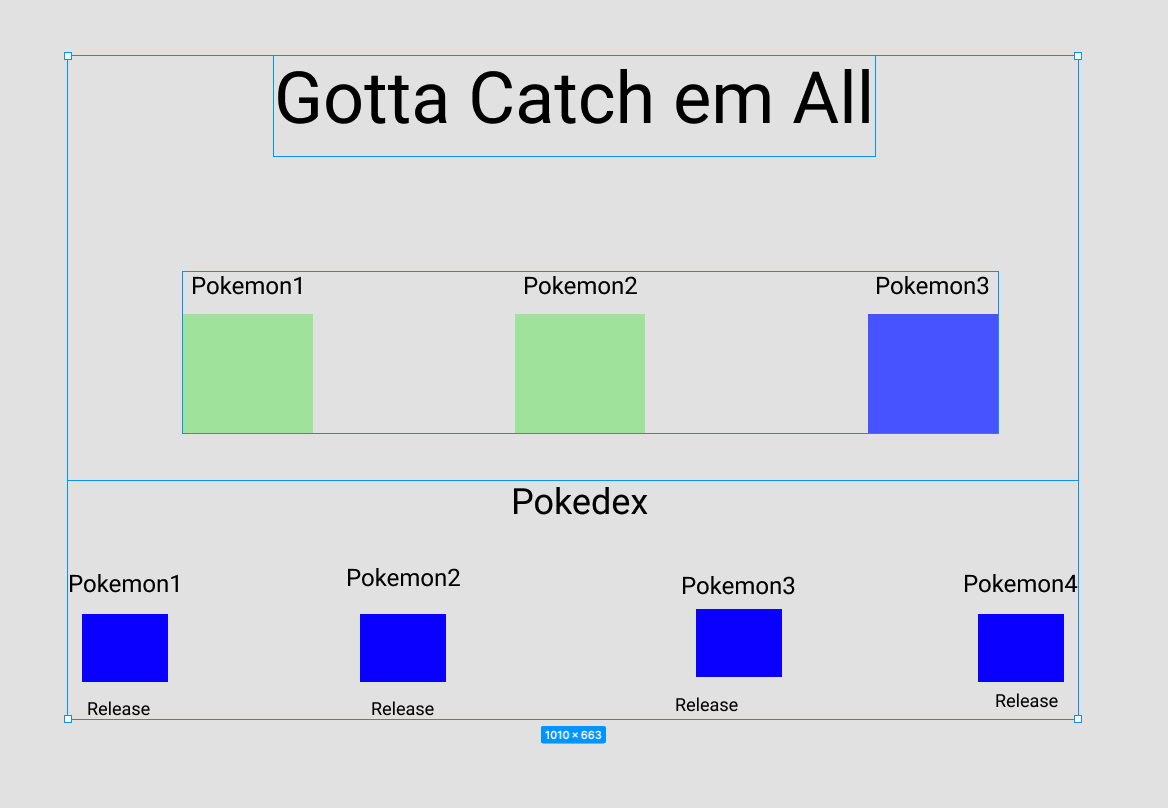 Gotta Catch em All
Pokemon1 Pokemon2 Pokemon3
Pokedex
Pokemon1 Pokemon2 Pokemon3 Pokemon4
Release Release Release Release
1010 × 663